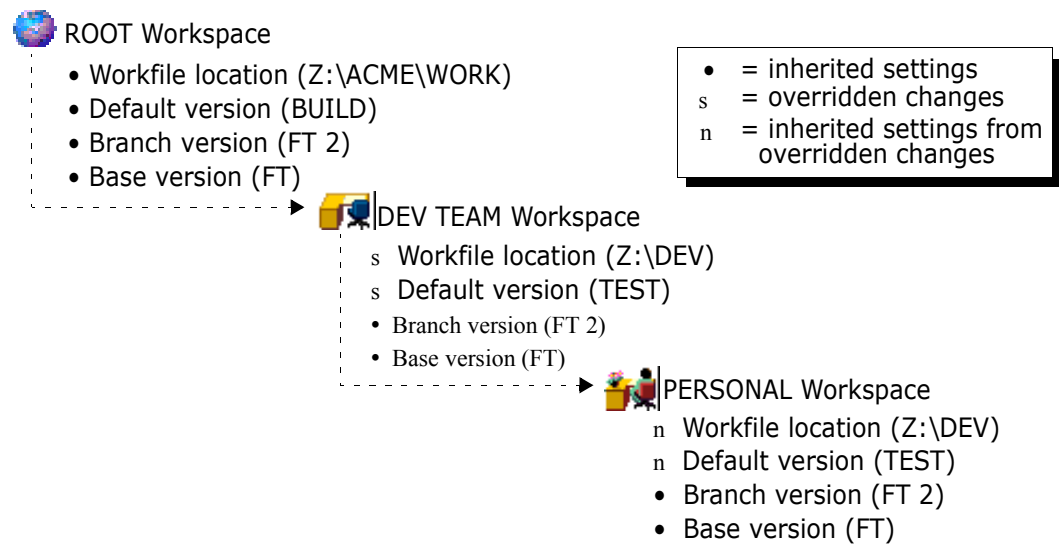 ROOT Workspace
• Workfile location (Z:\ACME\WORK)
• Default version (BUILD)
• Branch version (FT 2)
• Base version (FT)
• = inherited settings
s = overridden changes
n = inherited settings from
overridden changes
DEV TEAM Workspace
s Workfile location (Z:\DEV)
s Default version (TEST)
• Branch version (FT 2)
• Base version (FT)
PERSONAL Workspace
n Workfile location (Z:\DEV)
n Default version (TEST)
• Branch version (FT 2)
• Base version (FT)